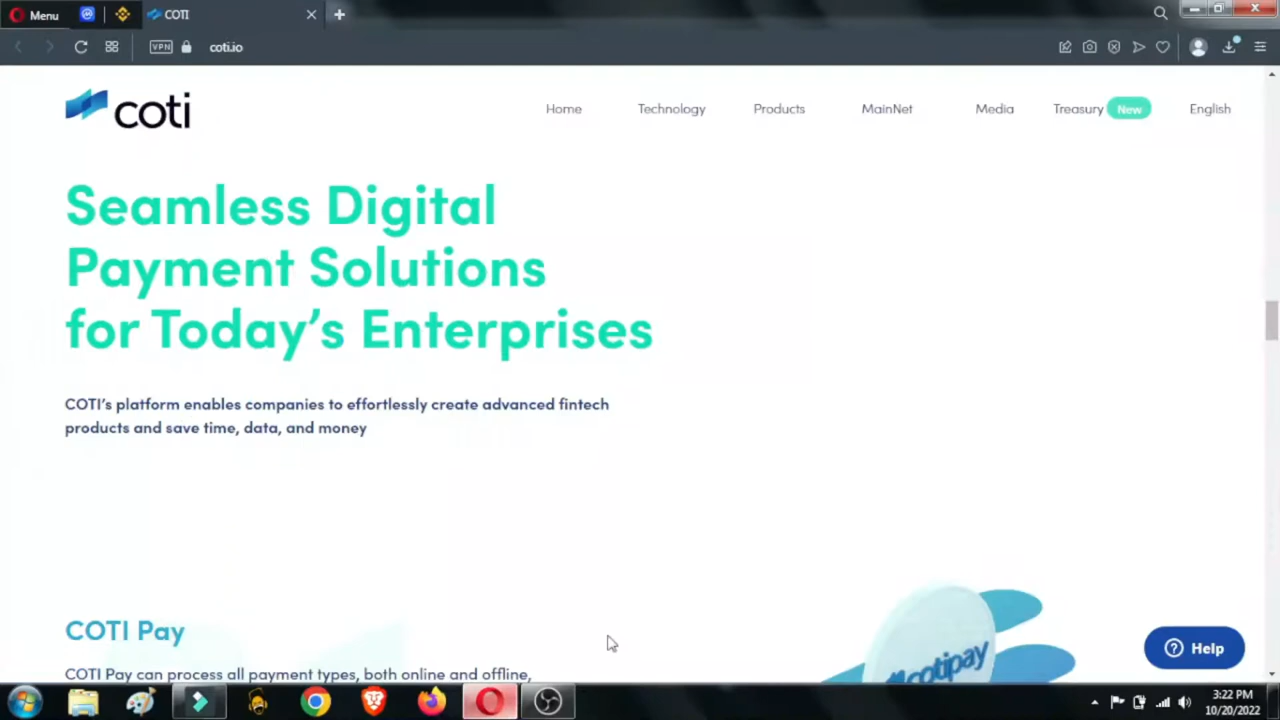 Menu
COTI
VPN
coti.io
coti
Home
Technology
Products
MainNet
Media
Treasury
New
English
Seamless Digital
Payment Solutions
for Today's Enterprises
COTI's platform enables companies to effortlessly create advanced fintech
products and save time, data, and money
COTI Pay
COTI Pay can process all payment types, both online and offline,
cotipay
Help
3:22 PM
10/20/2022